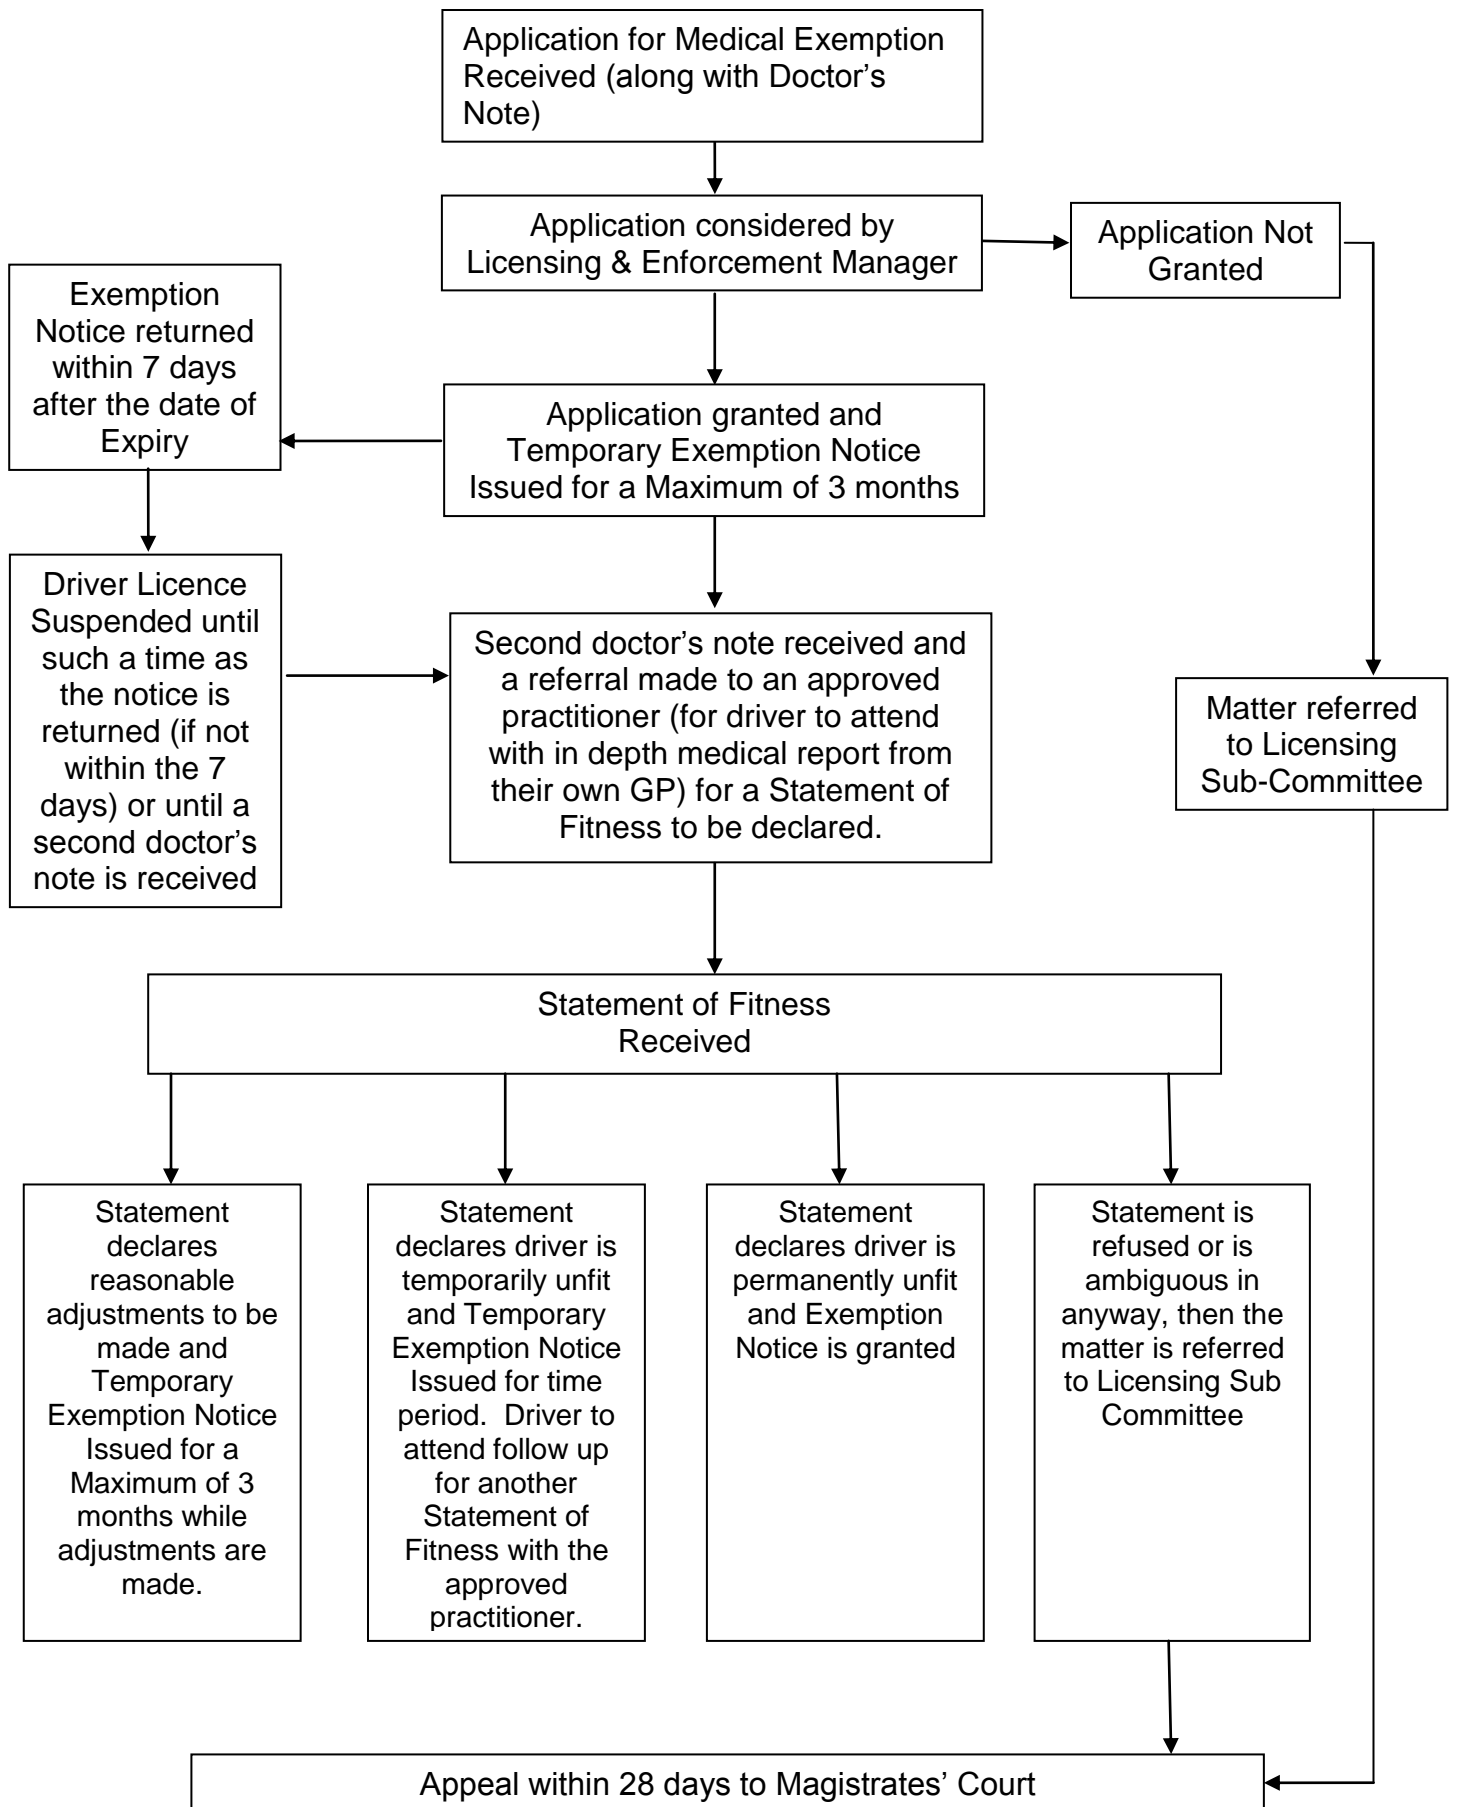 Application for Medical Exemption
Received (along with Doctor’s
Note)
Application considered by
Licensing & Enforcement Manager
Application Not
Granted
Exemption
Notice returned
within 7 days
after the date of
Expiry
Application granted and
Temporary Exemption Notice
Issued for a Maximum of 3 months
Driver Licence
Suspended until
such a time as
the notice is
returned (if not
within the 7
days) or until a
second doctor’s
note is received
Second doctor’s note received and
a referral made to an approved
practitioner (for driver to attend
with in depth medical report from
their own GP) for a Statement of
Fitness to be declared.
Matter referred
to Licensing
Sub-Committee
Statement of Fitness
Received
Statement
declares
reasonable
adjustments to be
made and
Temporary
Exemption Notice
Issued for a
Maximum of 3
months while
adjustments are
made.
Statement
declares driver is
temporarily unfit
and Temporary
Exemption Notice
Issued for time
period.  Driver to
attend follow up
for another
Statement of
Fitness with the
approved
practitioner.
Statement
declares driver is
permanently unfit
and Exemption
Notice is granted
Statement is
refused or is
ambiguous in
anyway, then the
matter is referred
to Licensing Sub
Committee
Appeal within 28 days to Magistrates’ Court